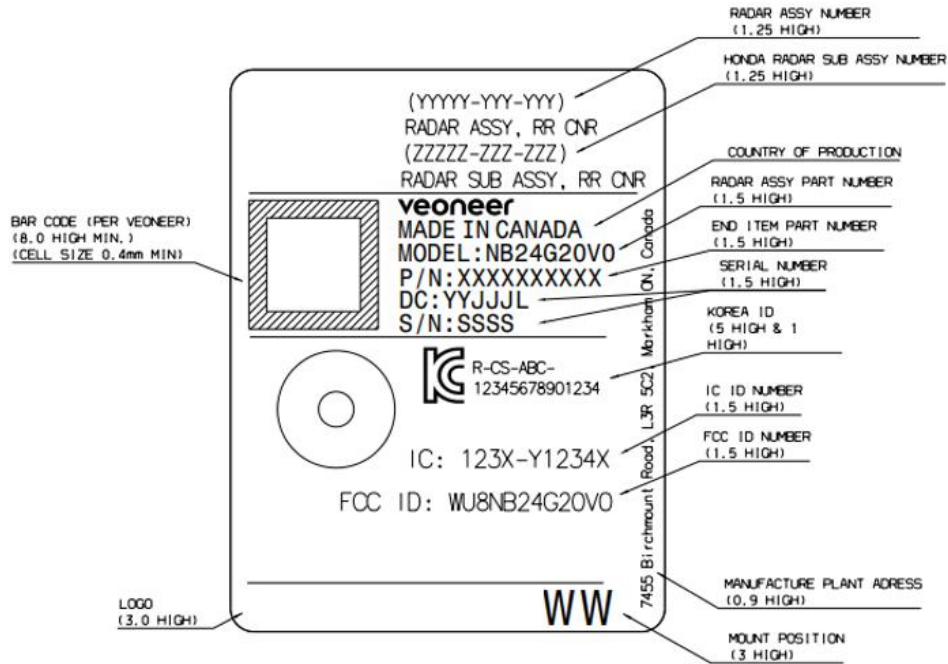 RADAR ASSY NUMBER
(1.25 HIGH)
HONDA RADAR SUB ASSY NUMBER
(1.25 HIGH)
(YYYYY-YYY-YYY)
RADAR ASSY, RR CNR
(ZZZZZ-ZZZ-ZZZ)
RADAR SUB ASSY, RR CNR
COUNTRY OF PRODUCTION
RADAR ASSY PART NUMBER
(1.5 HIGH)
END ITEM PART NUMBER
(1.5 HIGH)
SERIAL NUMBER
(1.5 HIGH)
KOREA ID
(5 HIGH & 1
HIGH)
BAR CODE (PER VEONEER)
(8.0 HIGH MIN.)
(CELL SIZE 0.4mm MIN)
veoneer
MADE IN CANADA
MODEL:NB24G20V0
P/N:XXXXXXXXXX
DC:YYJJJL
S/N:SSSS
R-CS-ABC-
12345678901234
IC ID NUMBER
(1.5 HIGH)
FCC ID NUMBER
(1.5 HIGH)
IC: 123X-Y1234X
FCC ID: WU8NB24G20V0
7455 Birchmount Road, L3R 5C2, Markham ON, Canada
LOGO
(3.0 HIGH)
WW
MANUFACTURE PLANT ADRESS
(0.9 HIGH)
MOUNT POSITION
(3 HIGH)